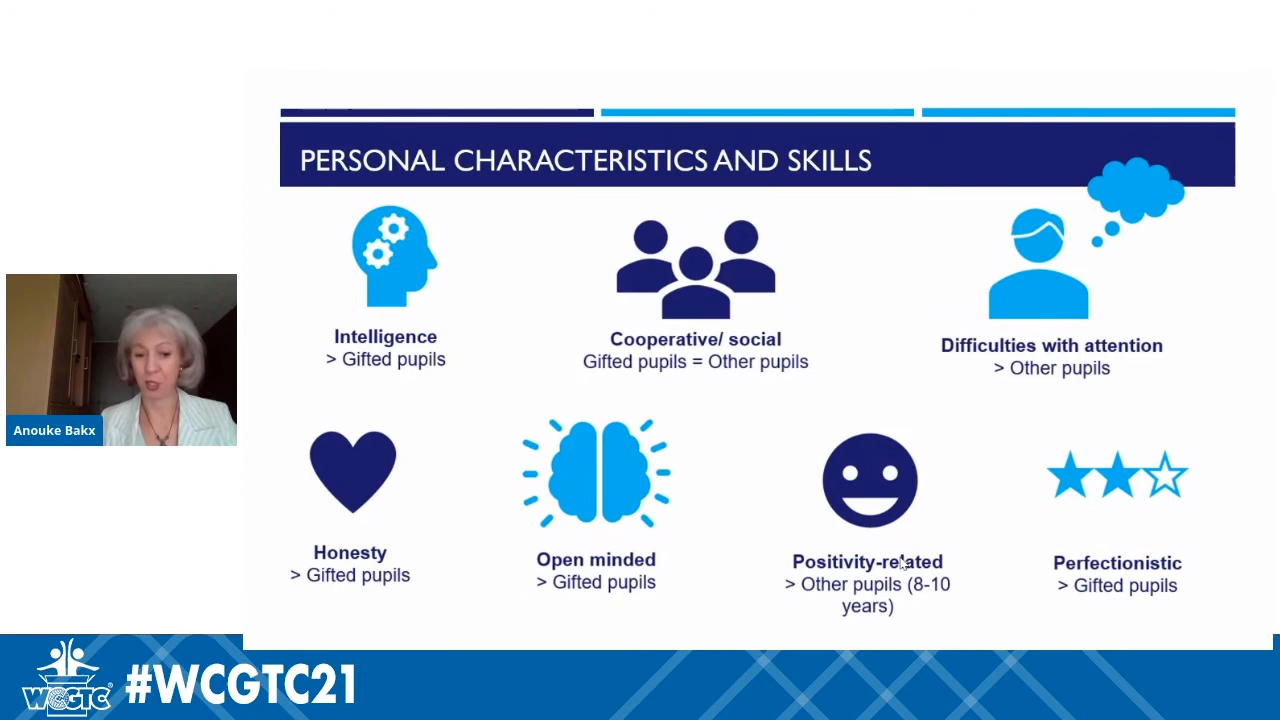 PERSONAL CHARACTERISTICS AND SKILLS
Intelligence
> Gifted pupils
Cooperative/ social
Gifted pupils = Other pupils
Difficulties with attention
> Other pupils
Anouke Bakx
Honesty
> Gifted pupils
Open minded
> Gifted pupils
Positivity-related
> Other pupils (8-10
years)
Perfectionistic
> Gifted pupils
WCGTC®
#WCGTC21